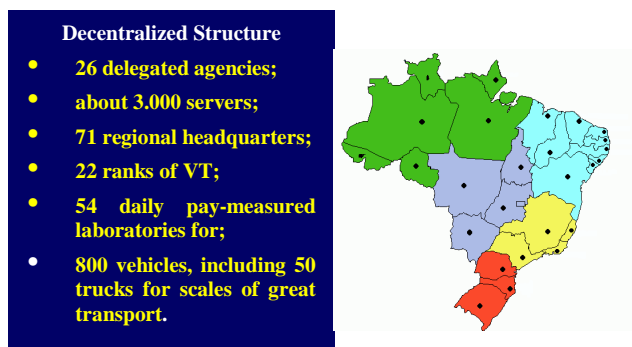 Decentralized Structure
26 delegated agencies;
about 3.000 servers;
71 regional headquarters;
22 ranks of VT;
54 daily pay-measured
laboratories for;
800 vehicles, including 50
trucks for scales of great
transport.